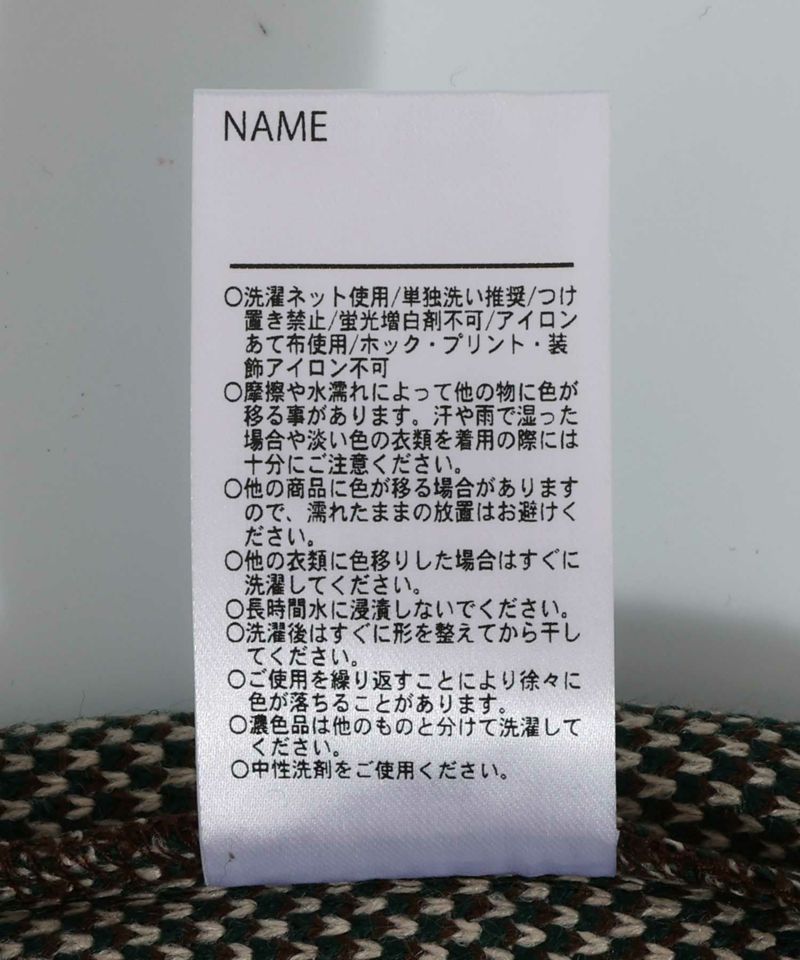 NAME
○洗濯ネット使用/単独洗い推奨/つけ
置き禁止/蛍光増白剤不可/アイロン
あて布使用/ホック・プリント・装
飾アイロン不可
○摩擦や水濡れによって他の物に色が
移る事があります。汗や雨で湿った
場合や淡い色の衣類を着用の際には
十分にご注意ください。
○他の商品に色が移る場合があります
ので、濡れたままの放置はお避けく
ださい。
○他の衣類に色移りした場合はすぐに
洗濯してください。
○長時間水に浸漬しないでください。
○洗濯後はすぐに形を整えてから干し
てください。
○ご使用を繰り返すことにより徐々に
色が落ちることがあります。
○濃色品は他のものと分けて洗濯して
ください。
○中性洗剤をご使用ください。